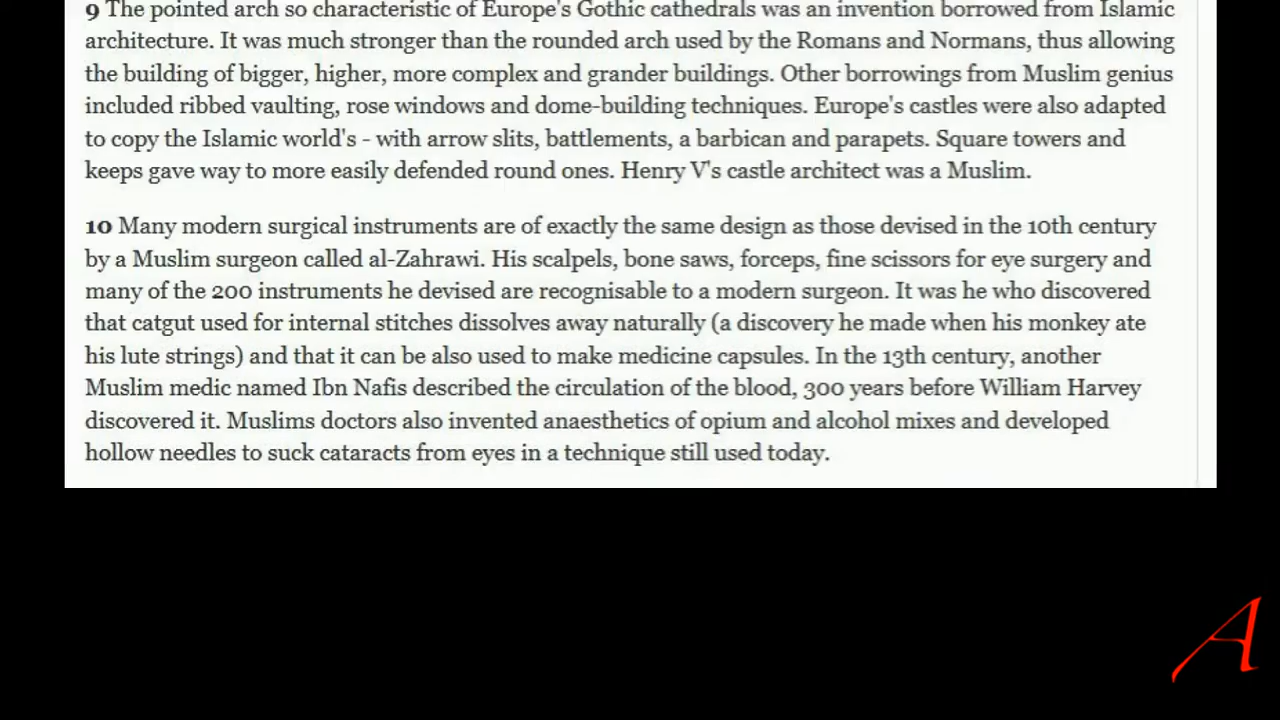 9 The pointed arch so characteristic of Europe's Gothic cathedrals was an invention borrowed from Islamic
architecture. It was much stronger than the rounded arch used by the Romans and Normans, thus allowing
the building of bigger, higher, more complex and grander buildings. Other borrowings from Muslim genius
included ribbed vaulting, rose windows and dome-building techniques. Europe's castles were also adapted
to copy the Islamic world's - with arrow slits, battlements, a barbican and parapets. Square towers and
keeps gave way to more easily defended round ones. Henry V's castle architect was a Muslim.
10 Many modern surgical instruments are of exactly the same design as those devised in the 10th century
by a Muslim surgeon called al-Zahrawi. His scalpels, bone saws, forceps, fine scissors for eye surgery and
many of the 200 instruments he devised are recognisable to a modern surgeon. It was he who discovered
that catgut used for internal stitches dissolves away naturally (a discovery he made when his monkey ate
his lute strings) and that it can be also used to make medicine capsules. In the 13th century, another
Muslim medic named Ibn Nafis described the circulation of the blood, 300 years before William Harvey
discovered it. Muslims doctors also invented anaesthetics of opium and alcohol mixes and developed
hollow needles to suck cataracts from eyes in a technique still used today.
A